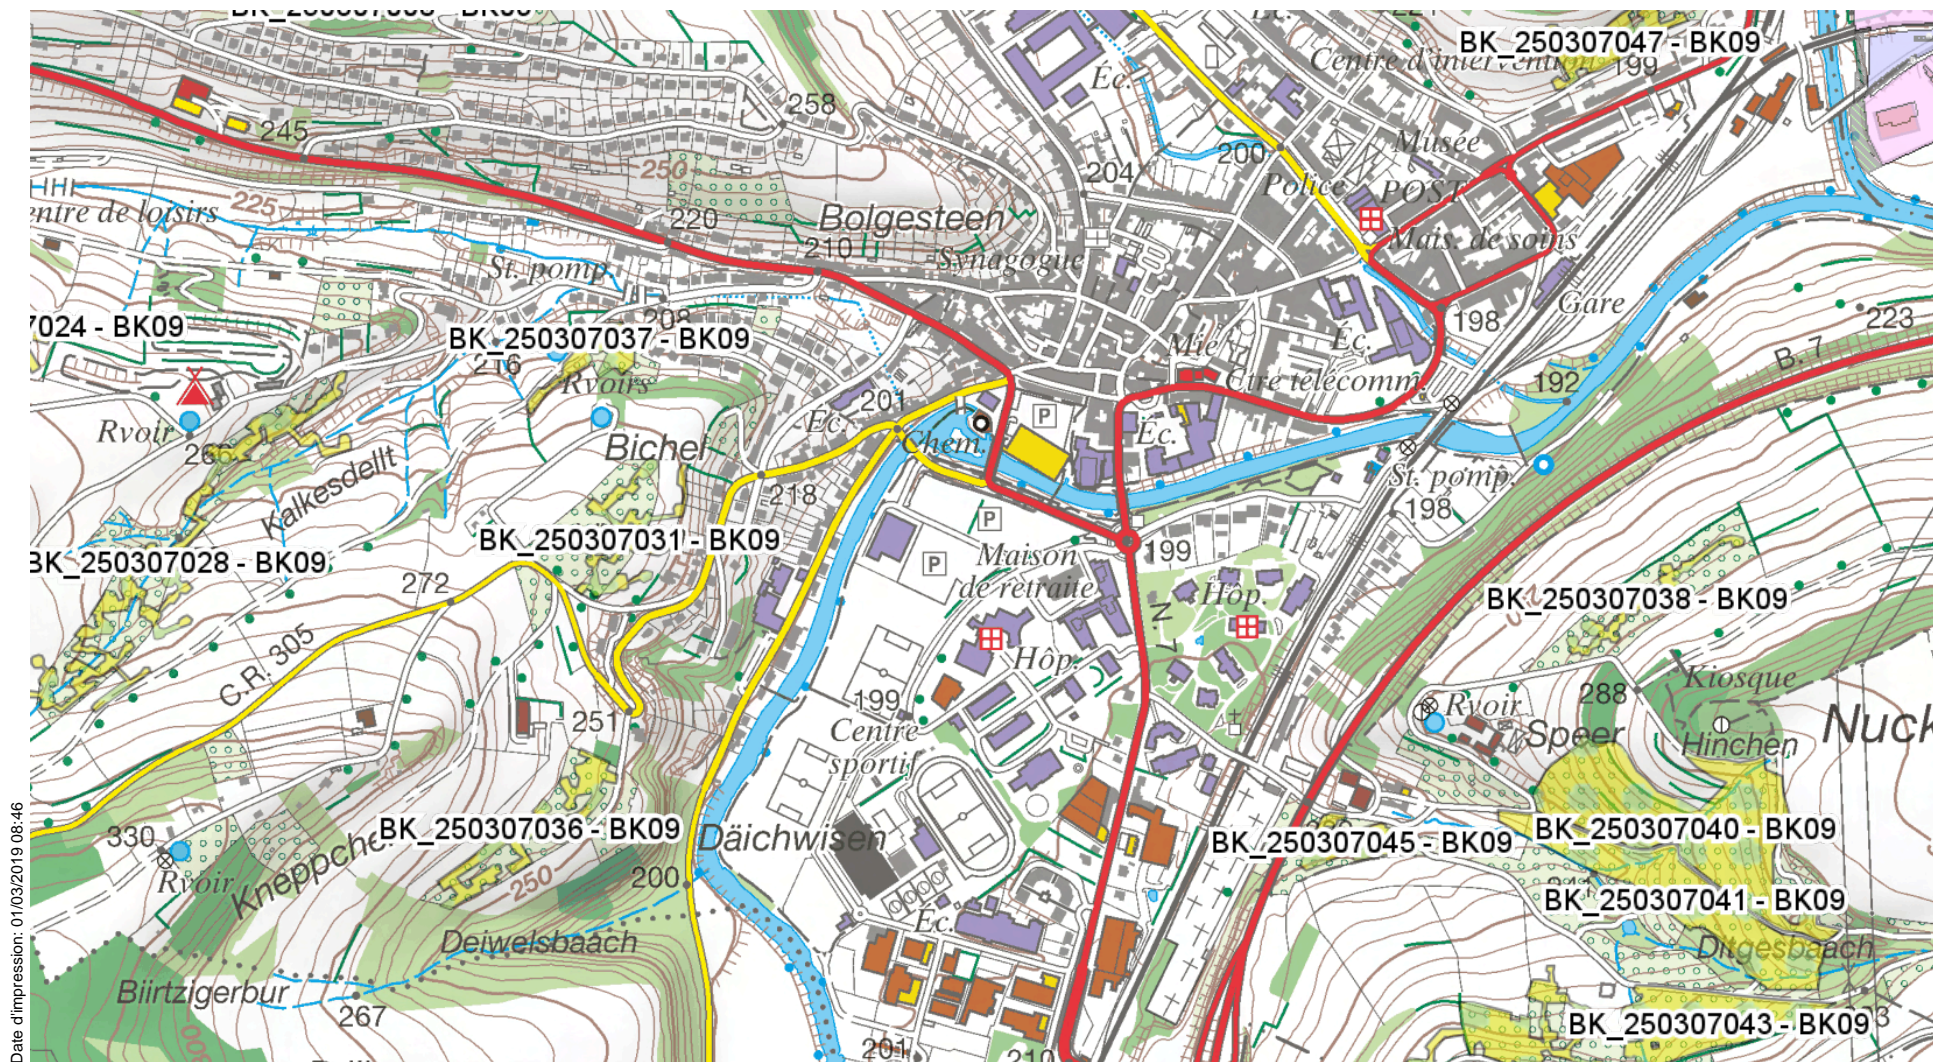 BK_250307047 - BK09
Centre d'interventions
199
Éc.
258
245
Musée
200
204
Police
POST
250
225
Centre de loisirs
220
Bolgesteen
210
Synagogue
Mais. de soins
St. pomp.
Gare
208
198
223
7024 - BK09
BK_250307037 - BK09
216
Mie
Éc.
B. 7
Rvoirs
Ctre télécomm.
192
201
P
Rvoir
266
Éc.
Chem.
Éc.
Bichel
Kalkesdellt
218
St. pomp.
198
P
BK_250307031 - BK09
BK_250307028 - BK09
Maison
de retraite
199
P
272
Hôp.
N. 7
BK_250307038 - BK09
C.R. 305
Hôp.
Kiosque
288
199
Rvoir
251
Centre
sportif
Speer
Hinchen
Nuck
330
BK_250307036 - BK09
Däichwisen
BK_250307045 - BK09
BK_250307040 - BK09
Rvoir
Kneppchen
250
200
BK_250307041 - BK09
Éc.
Deiwelsbaach
Ditgesbaach
Biirtzigerbur
267
BK_250307043 - BK09
201
210
300
Date d'impression: 01/03/2019 08:46